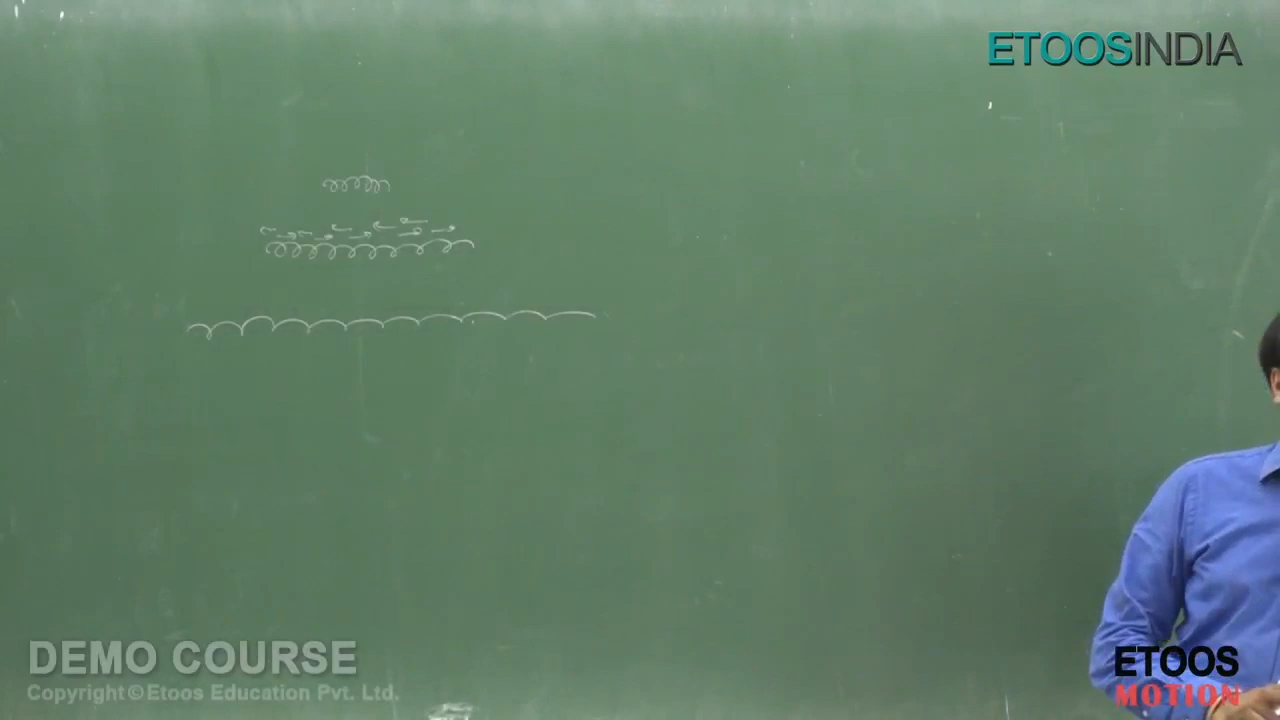 ETOOSINDIA
DEMO COURSE
Copyright © Etoos Education Pvt. Ltd.
ETOOS
MOTION